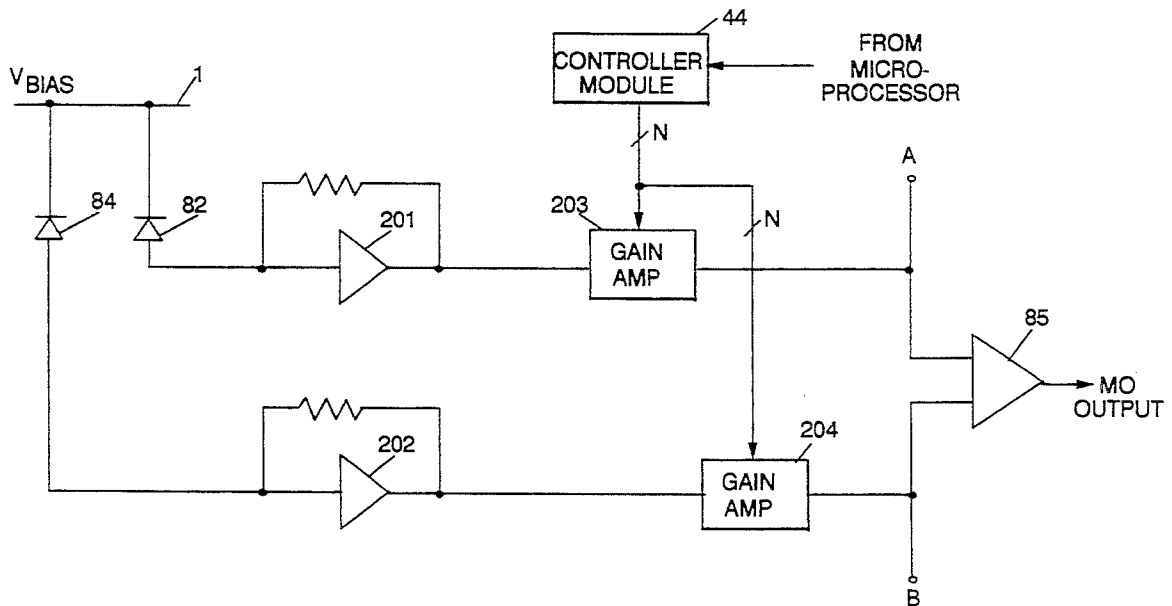 44
CONTROLLER
MODULE
FROM
MICRO-
PROCESSOR
VBIAS
1
N
A
84
82
201
203
N
GAIN
AMP
85
MO
OUTPUT
202
204
GAIN
AMP
B